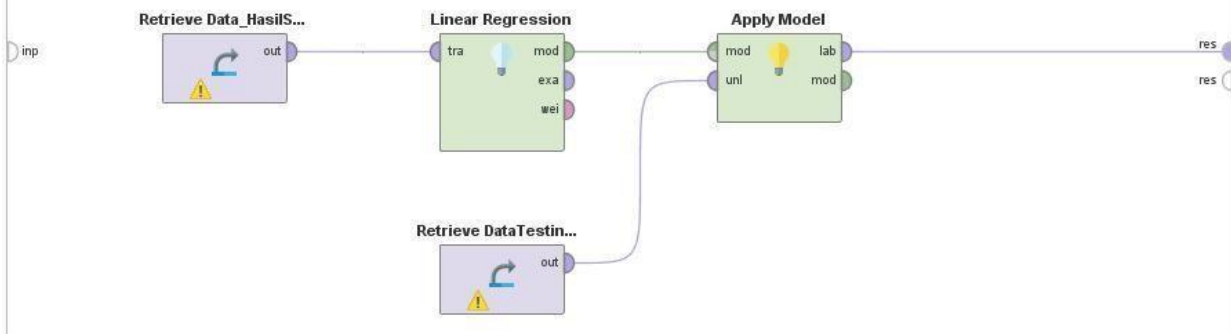 Retrieve Data_HasilS...
Linear Regression
Apply Model
inp
out
tra
mod
exa
wei
mod
unl
lab
mod
res
res
Retrieve DataTestin...
out